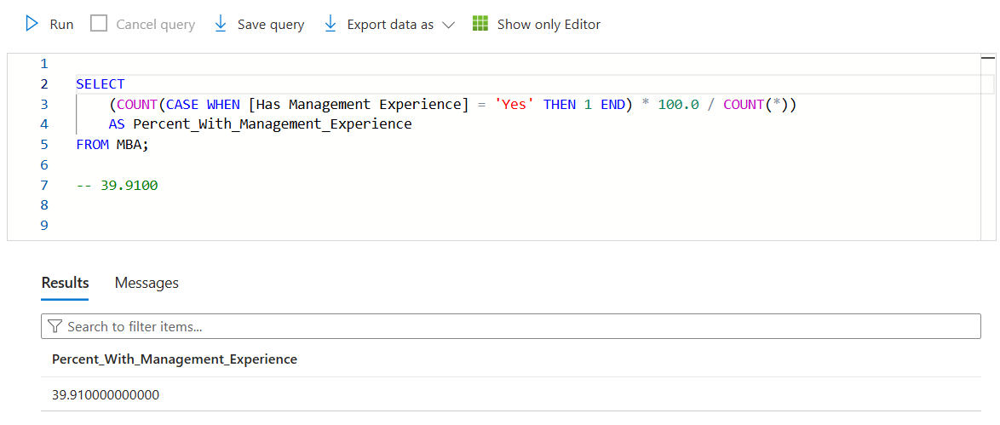 Run Cancel query Save query Export data as Show only Editor
1
2 SELECT
3 (COUNT(CASE WHEN [Has Management Experience] = 'Yes' THEN 1 END) * 100.0 / COUNT(*))
4 AS Percent_With_Management_Experience
5 FROM MBA;
6
7 -- 39.9100
8
9
Results Messages
Search to filter items...
Percent_With_Management_Experience
39.910000000000